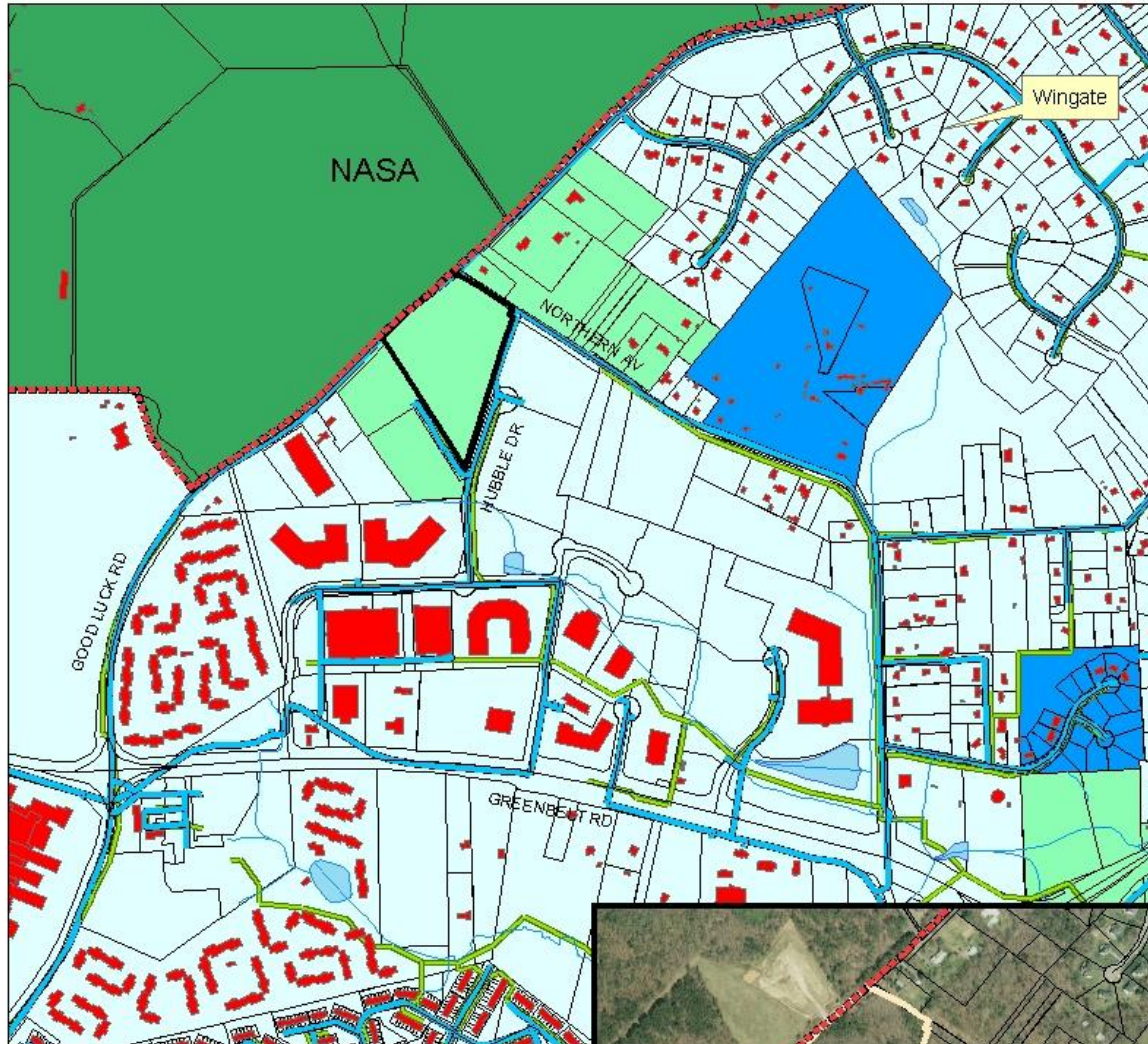 Wingate
NASA
NORTHERN AV
HUBBLE DR
GOOD LUCK RD
GREENBELT RD